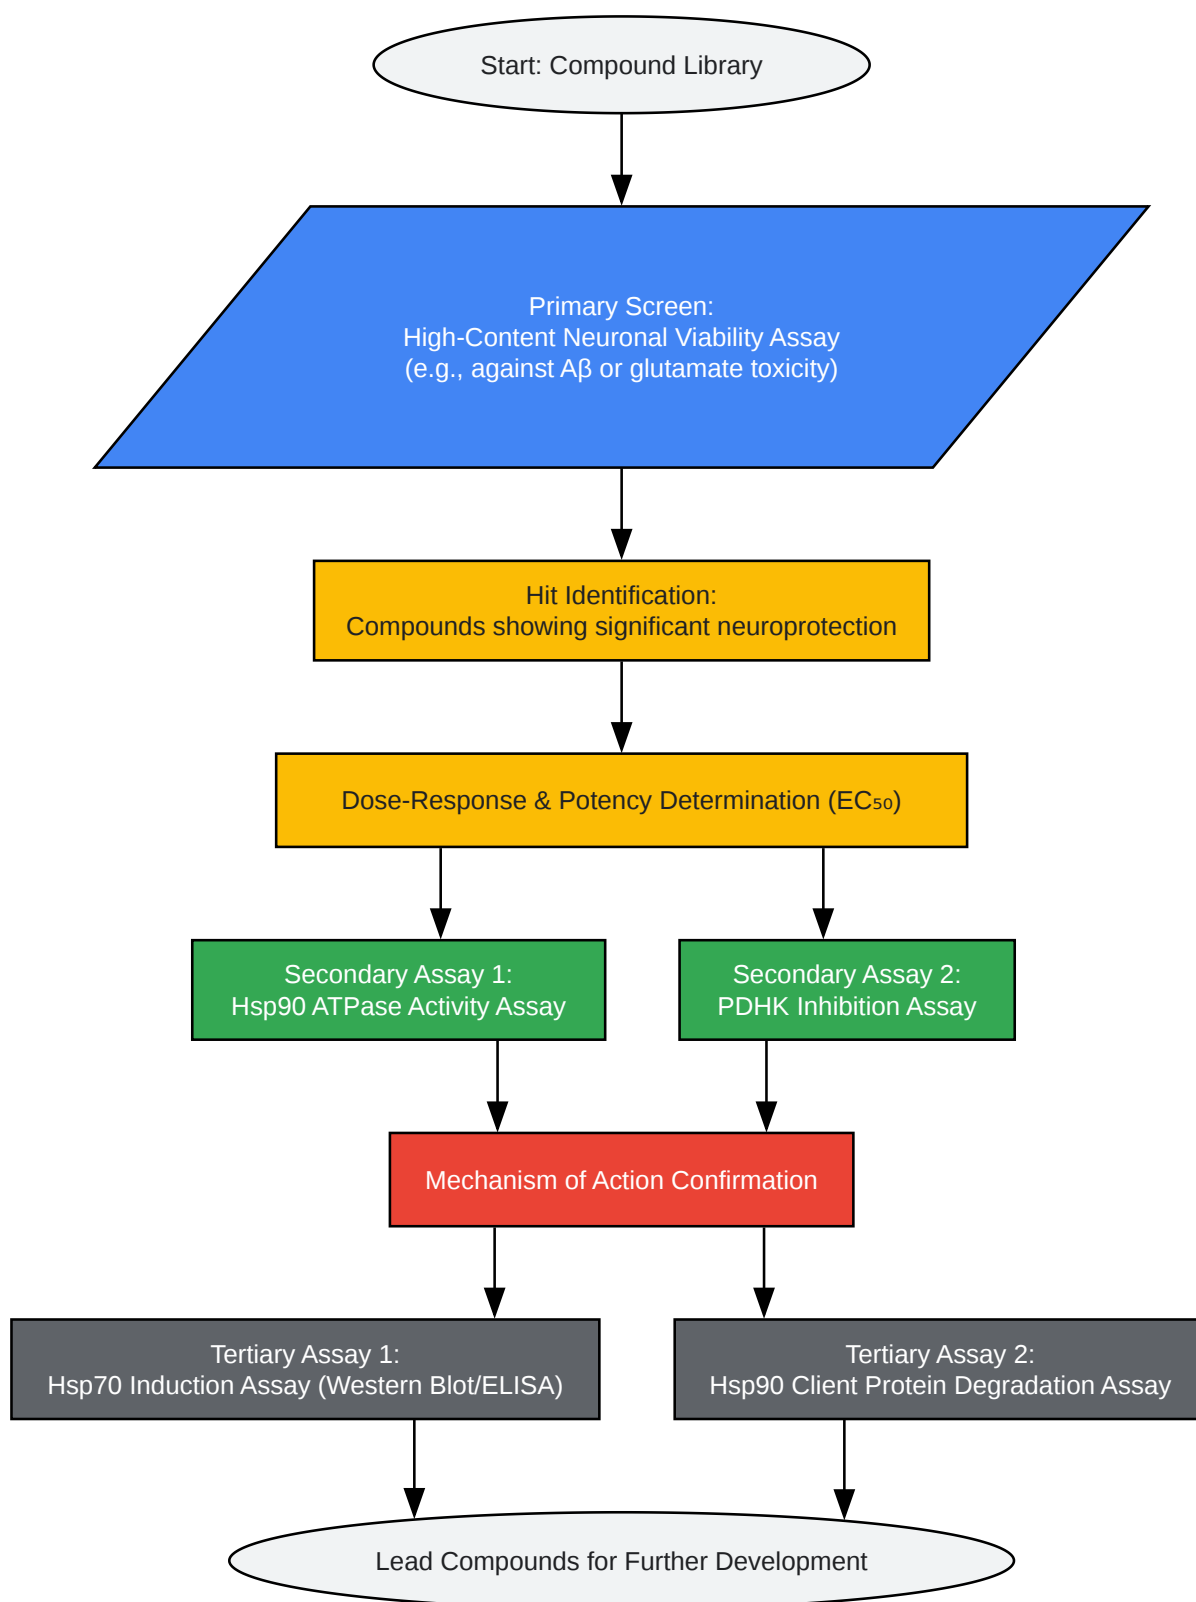 Start: Compound Library
Primary Screen:
High-Content Neuronal Viability Assay
(e.g., against Aβ or glutamate toxicity)
Hit Identification:
Compounds showing significant neuroprotection
Dose-Response & Potency Determination (EC₅₀)
Secondary Assay 1:
Hsp90 ATPase Activity Assay
Secondary Assay 2:
PDHK Inhibition Assay
Mechanism of Action Confirmation
Tertiary Assay 1:
Hsp70 Induction Assay (Western Blot/ELISA)
Tertiary Assay 2:
Hsp90 Client Protein Degradation Assay
Lead Compounds for Further Development